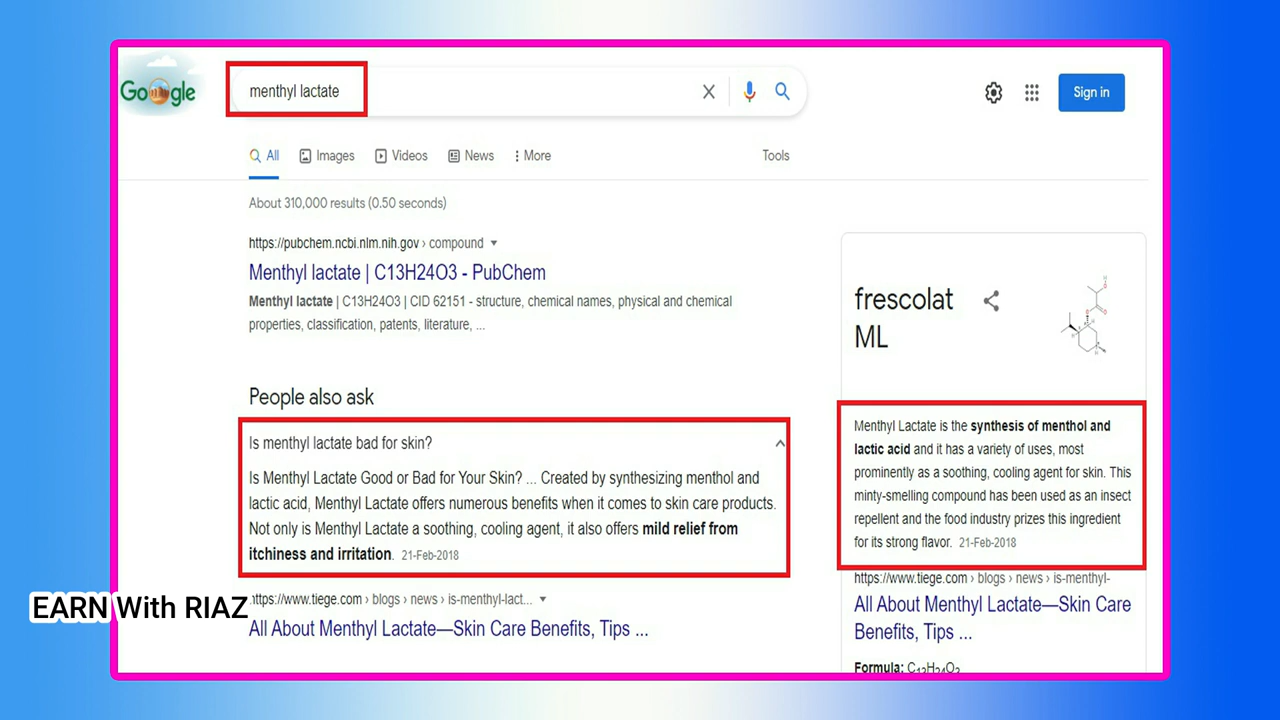 Google
menthyl lactate
Sign in
All Images Videos News More Tools
About 310,000 results (0.50 seconds)
https://pubchem.ncbi.nlm.nih.gov › compound
Menthyl lactate | C13H24O3 - PubChem
Menthyl lactate | C13H24O3 | CID 62151 - structure, chemical names, physical and chemical
properties, classification, patents, literature, ...
People also ask
Is menthyl lactate bad for skin?
Is Menthyl Lactate Good or Bad for Your Skin? ... Created by synthesizing menthol and
lactic acid, Menthyl Lactate offers numerous benefits when it comes to skin care products.
Not only is Menthyl Lactate a soothing, cooling agent, it also offers mild relief from
itchiness and irritation. 21-Feb-2018
https://www.tiege.com › blogs › news › is-menthyl-lact...
All About Menthyl Lactate—Skin Care Benefits, Tips ...
frescolat
ML
Menthyl Lactate is the synthesis of menthol and
lactic acid and it has a variety of uses, most
prominently as a soothing, cooling agent for skin. This
minty-smelling compound has been used as an insect
repellent and the food industry prizes this ingredient
for its strong flavor. 21-Feb-2018
https://www.tiege.com › blogs › news › is-menthyl-
All About Menthyl Lactate—Skin Care
Benefits, Tips ...
Formula: C₁₃H₂₄O₃
EARN With RIAZ